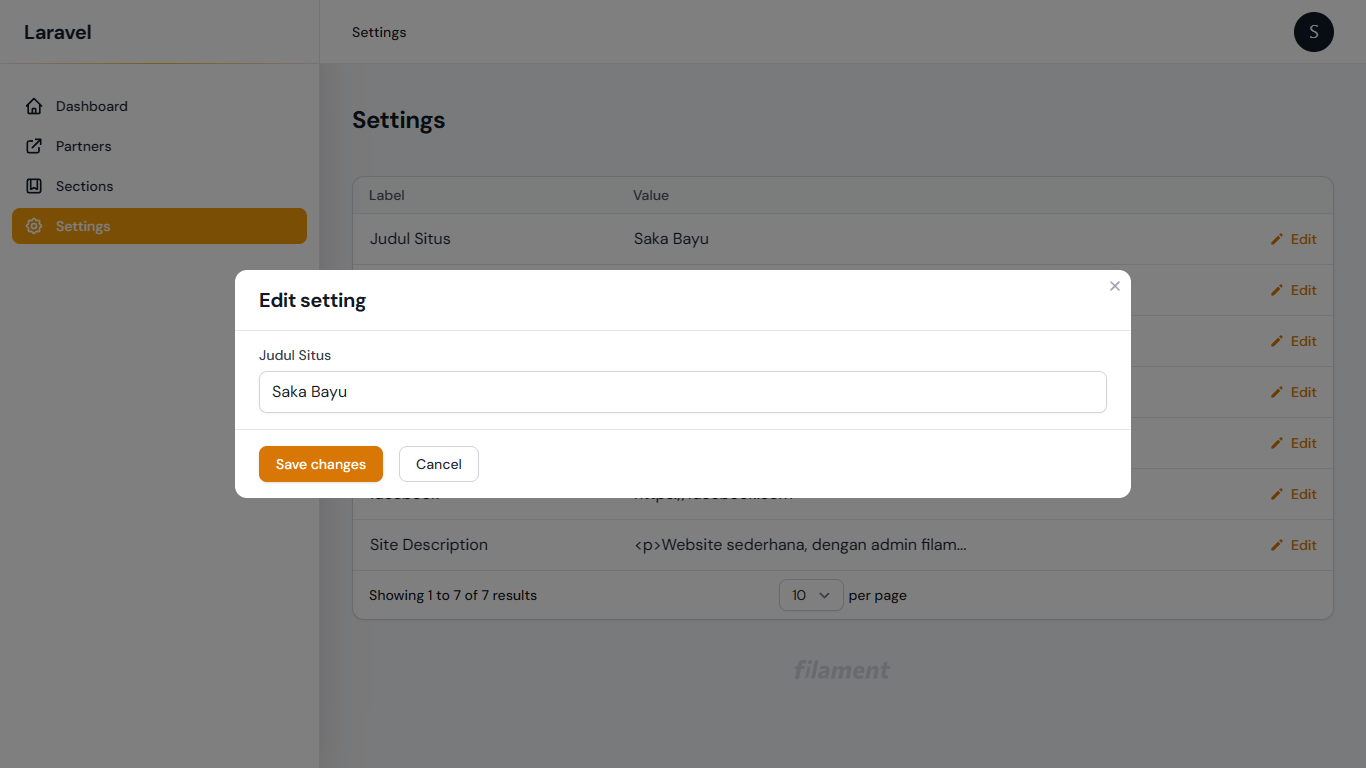 Laravel
Settings
S
Dashboard
Partners
Sections
Settings
Settings
Label Value
Judul Situs Saka Bayu Edit
Edit
Edit
Edit
Edit
Edit setting
Judul Situs
Saka Bayu
Save changes Cancel
Edit
Site Description <p>Website sederhana, dengan admin filam... Edit
Showing 1 to 7 of 7 results 10 per page
filament